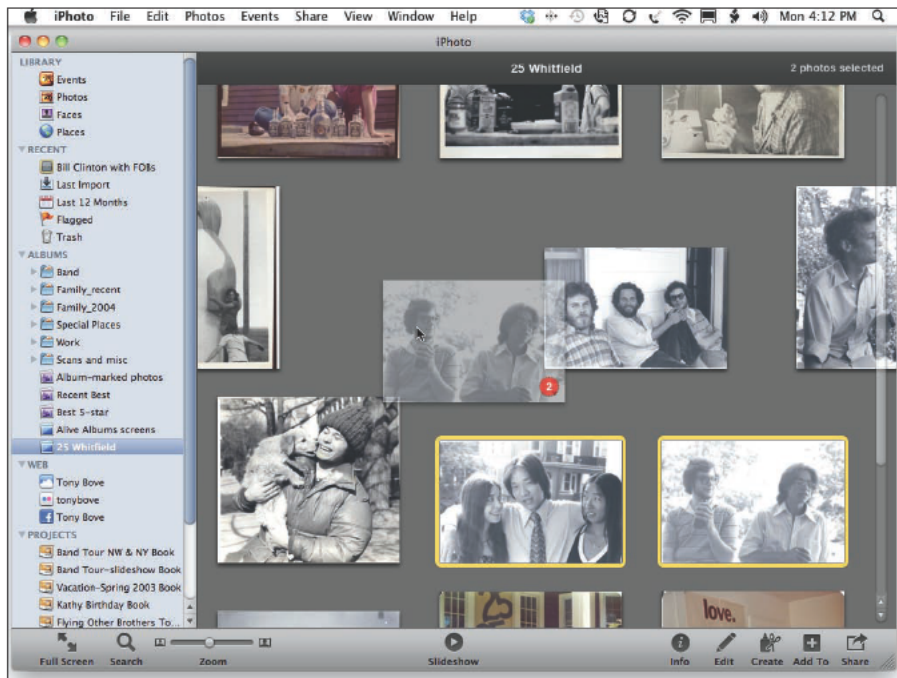 iPhoto File Edit Photos Events Share View Window Help Mon 4:12 PM
iPhoto
LIBRARY
Events
Photos
Faces
Places
RECENT
Bill Clinton with FOBs
Last Import
Last 12 Months
Flagged
Trash
ALBUMS
Band
Family_recent
Family_2004
Special Places
Work
Scans and misc
Album-marked photos
Recent Best
Best 5-star
Alive Albums screens
25 Whitfield
WEB
Tony Bove
tonybove
Tony Bove
PROJECTS
Band Tour NW & NY Book
Band Tour-slideshow Book
Vacation-Spring 2003 Book
Kathy Birthday Book
Flying Other Brothers To...
25 Whitfield 2 photos selected
2
25
love.
Full Screen Search Zoom Slideshow Info Edit Create Add To Share